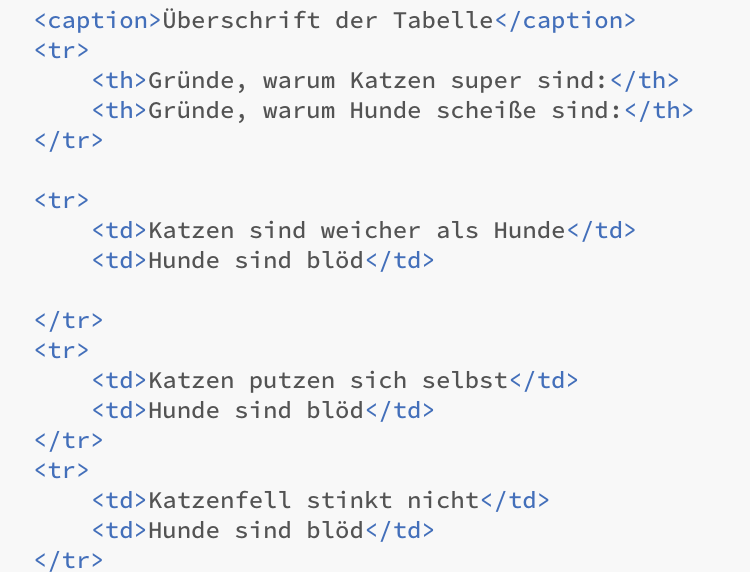 <caption>Überschrift der Tabelle</caption>
<tr>
<th>Gründe, warum Katzen super sind:</th>
<th>Gründe, warum Hunde scheiße sind:</th>
</tr>
<tr>
<td>Katzen sind weicher als Hunde</td>
<td>Hunde sind blöd</td>
</tr>
<tr>
<td>Katzen putzen sich selbst</td>
<td>Hunde sind blöd</td>
</tr>
<tr>
<td>Katzenfell stinkt nicht</td>
<td>Hunde sind blöd</td>
</tr>